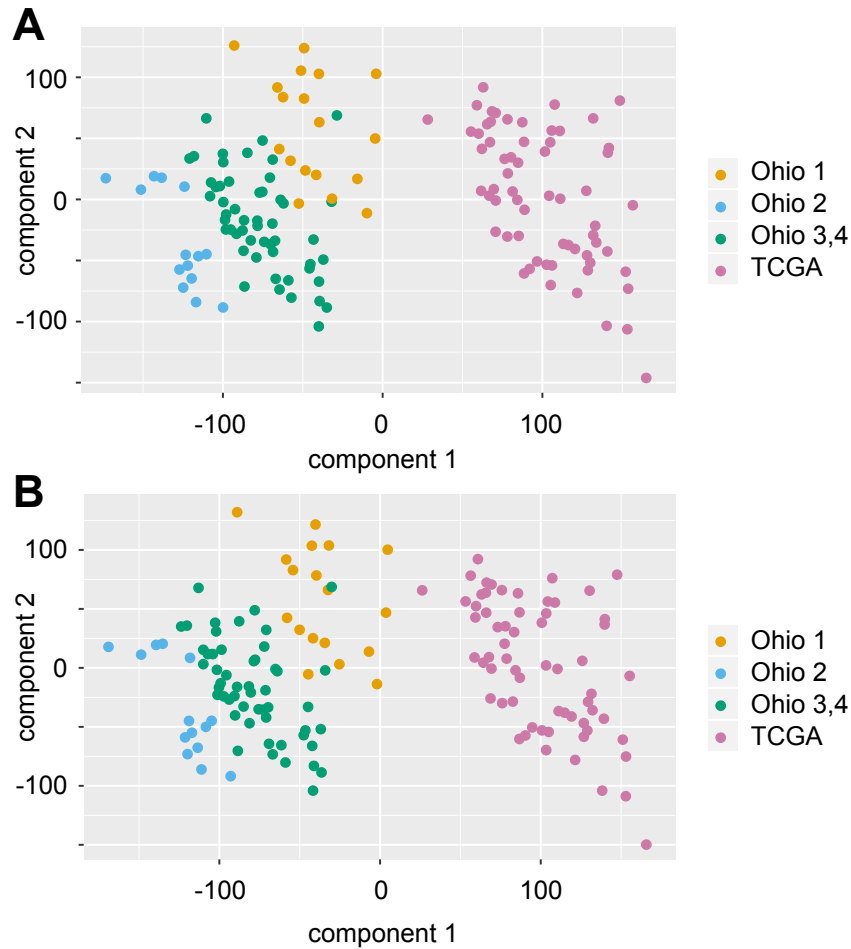 A
100
0
-100
component 2
-100 0 100
component 1
Ohio 1
Ohio 2
Ohio 3,4
TCGA
B
100
0
-100
component 2
-100 0 100
component 1
Ohio 1
Ohio 2
Ohio 3,4
TCGA